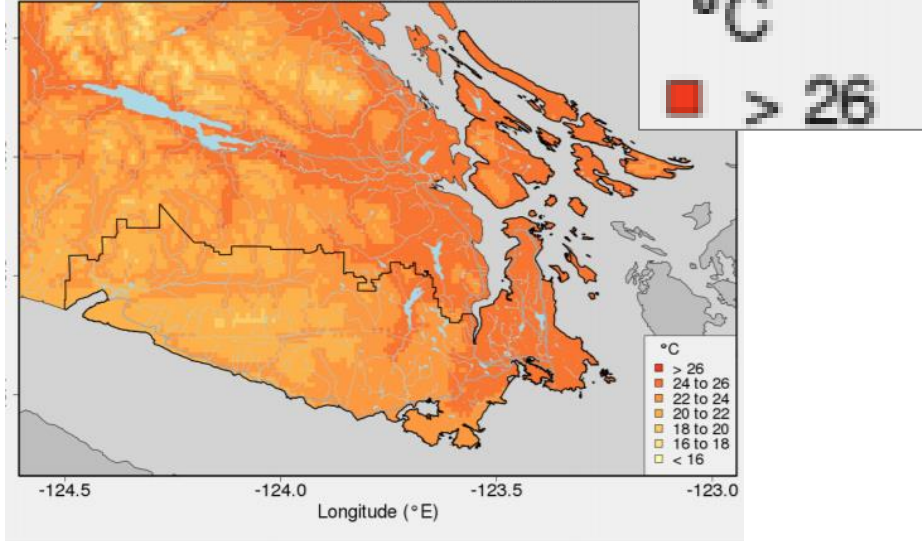 °C
> 26
°C
> 26
24 to 26
22 to 24
20 to 22
18 to 20
16 to 18
< 16
-124.5
-124.0
-123.5
-123.0
Longitude (°E)